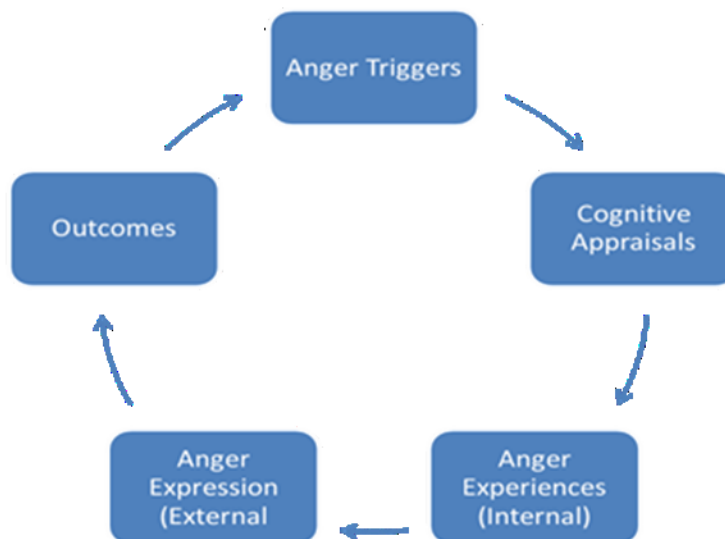 Anger Triggers
Cognitive
Appraisals
Anger
Experiences
(Internal)
Anger
Expression
(External
Outcomes